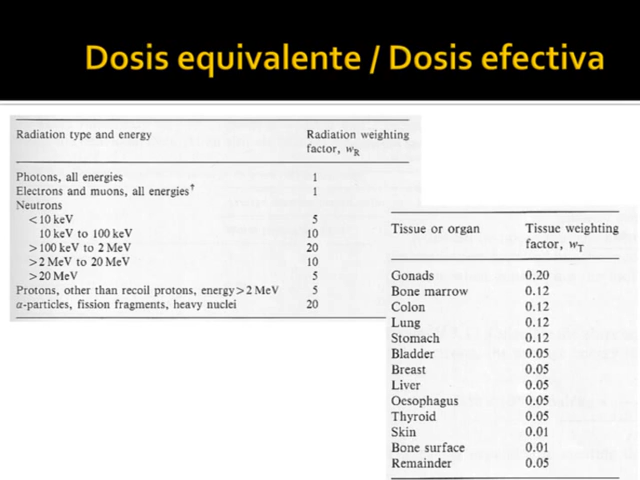 Dosis equivalente / Dosis efectiva
Radiation type and energy Radiation weighting
factor, wR
Photons, all energies 1
Electrons and muons, all energies† 1
Neutrons
<10 keV 5
10 keV to 100 keV 10
>100 keV to 2 MeV 20
>2 MeV to 20 MeV 10
>20 MeV 5
Protons, other than recoil protons, energy>2 MeV 5
α-particles, fission fragments, heavy nuclei 20
Tissue or organ Tissue weighting
factor, wT
Gonads 0.20
Bone marrow 0.12
Colon 0.12
Lung 0.12
Stomach 0.12
Bladder 0.05
Breast 0.05
Liver 0.05
Oesophagus 0.05
Thyroid 0.05
Skin 0.01
Bone surface 0.01
Remainder 0.05